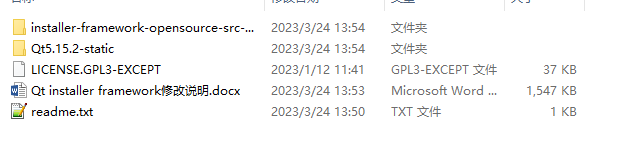 installer-framework-opensource-src-... 2023/3/24 13:54 文件夹
Qt5.15.2-static 2023/3/24 13:54 文件夹
LICENSE.GPL3-EXCEPT 2023/1/12 11:41 GPL3-EXCEPT 文件 37 KB
Qt installer framework修改说明.docx 2023/3/24 13:53 Microsoft Word ... 1,547 KB
readme.txt 2023/3/24 13:50 TXT 文件 1 KB